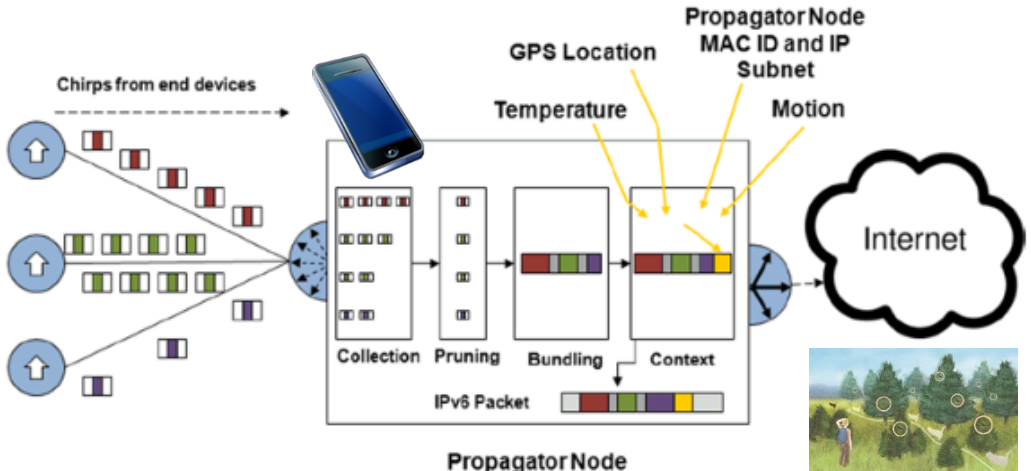 Propagator Node
MAC ID and IP
Subnet
GPS Location
Chirps from end devices
Temperature
Motion
Internet
Collection
Pruning
Bundling
Context
IPv6 Packet
Propagator Node